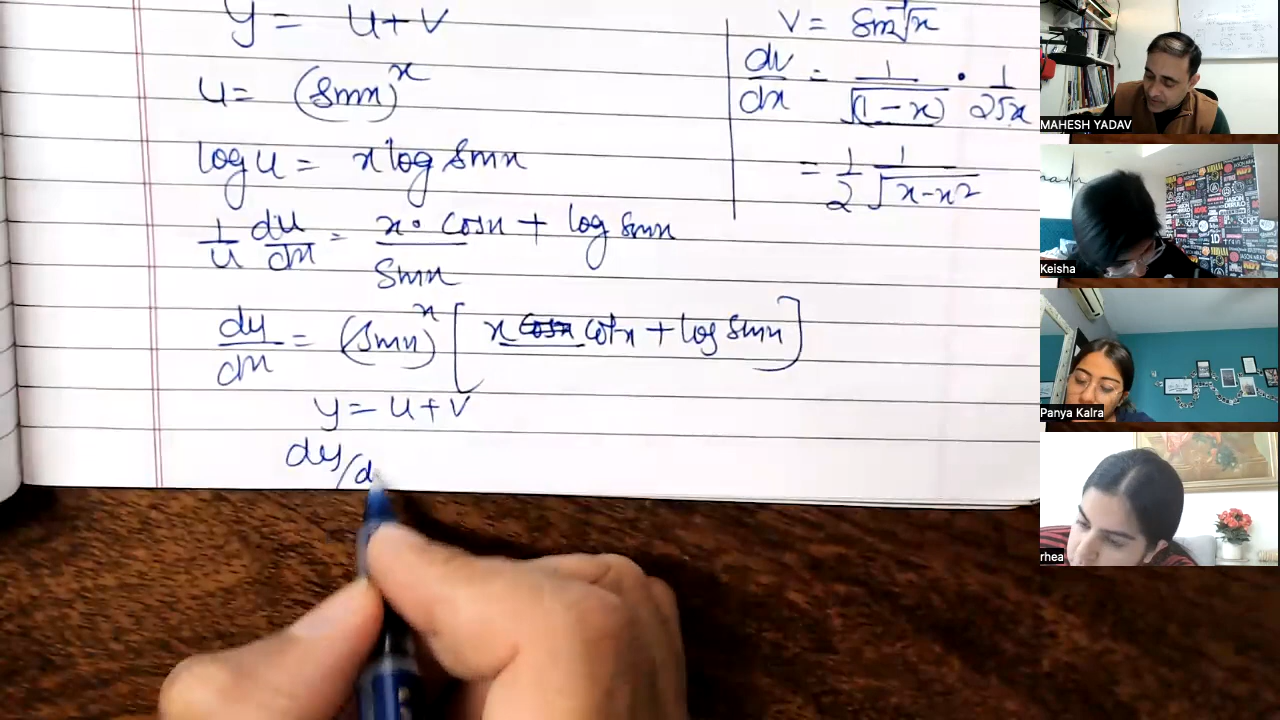 y = u+v
u = (sinx)^x
log u = x log sinx
1/u du/dx = x · cosx / sinx + log sinx
dy/dx = (sinx)^x [ x cotx + log sinx ]
y = u+v
dy/d
v = sin⁻¹√x
dv/dx = 1/√(1-x) · 1/2√x
= 1/2 1/√x-x²
MAHESH YADAV
Keisha
Panya Kalra
rhea